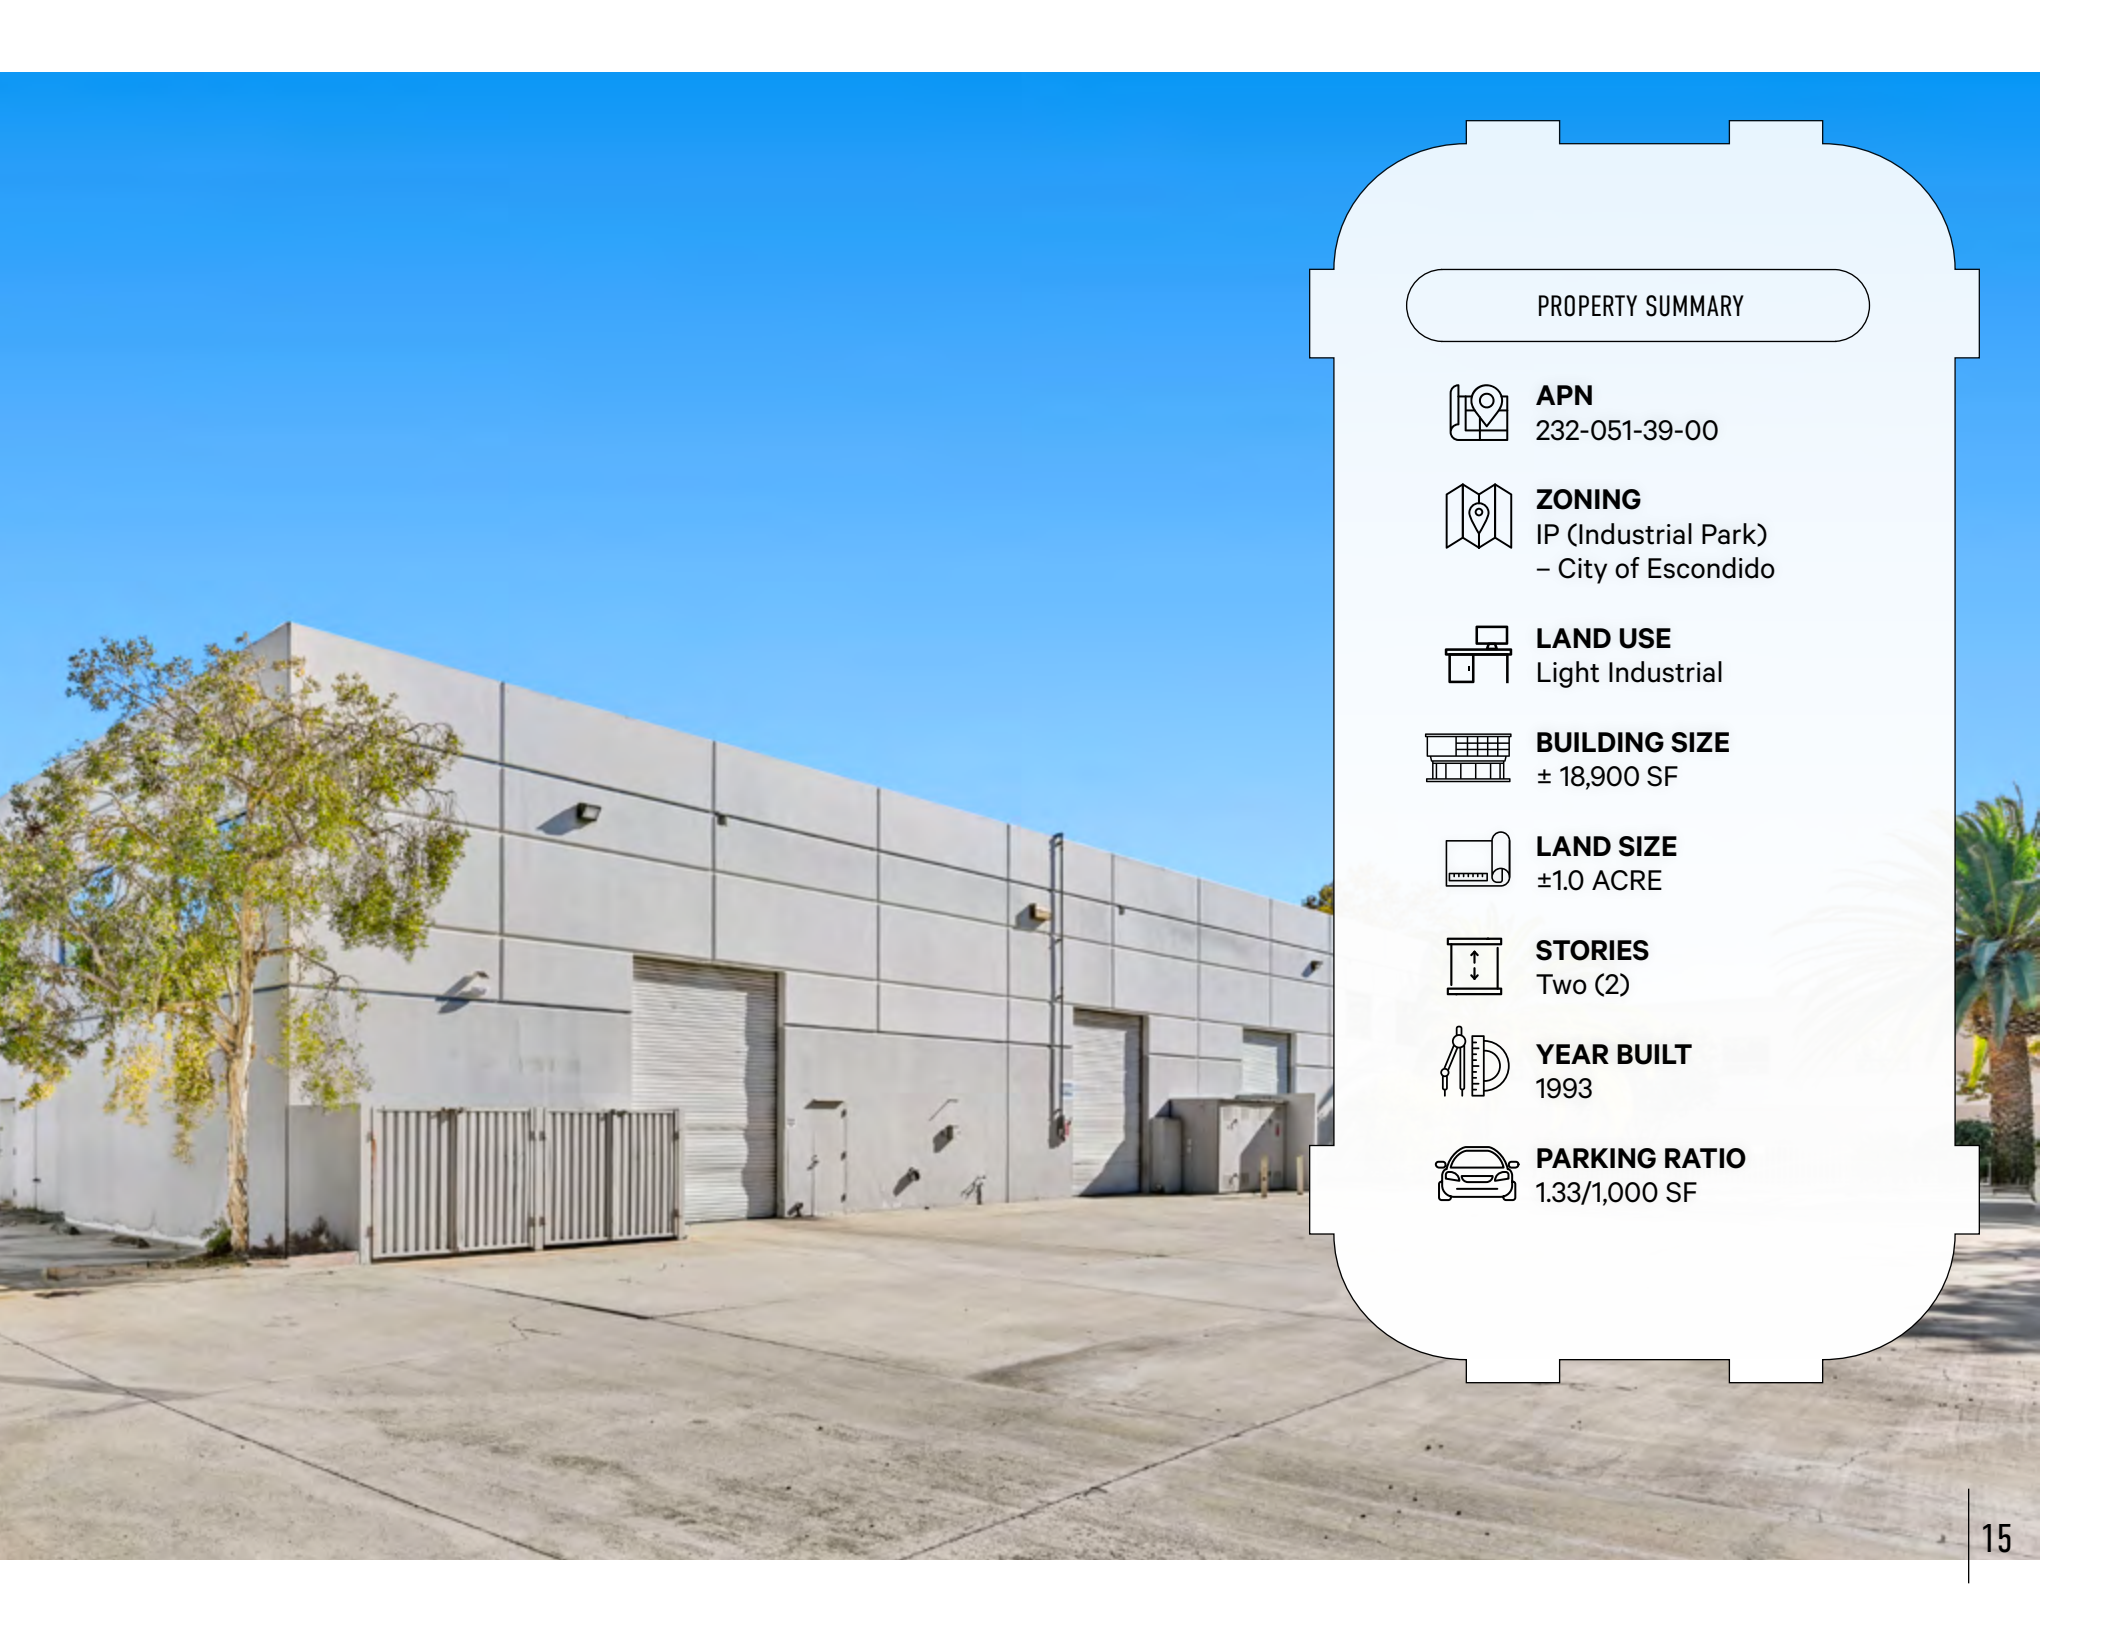 PROPERTY SUMMARY
APN
232-051-39-00
ZONING
IP (Industrial Park)
– City of Escondido
LAND USE
Light Industrial
BUILDING SIZE
± 18,900 SF
LAND SIZE
±1.0 ACRE
STORIES
Two (2)
YEAR BUILT
1993
PARKING RATIO
1.33/1,000 SF
15